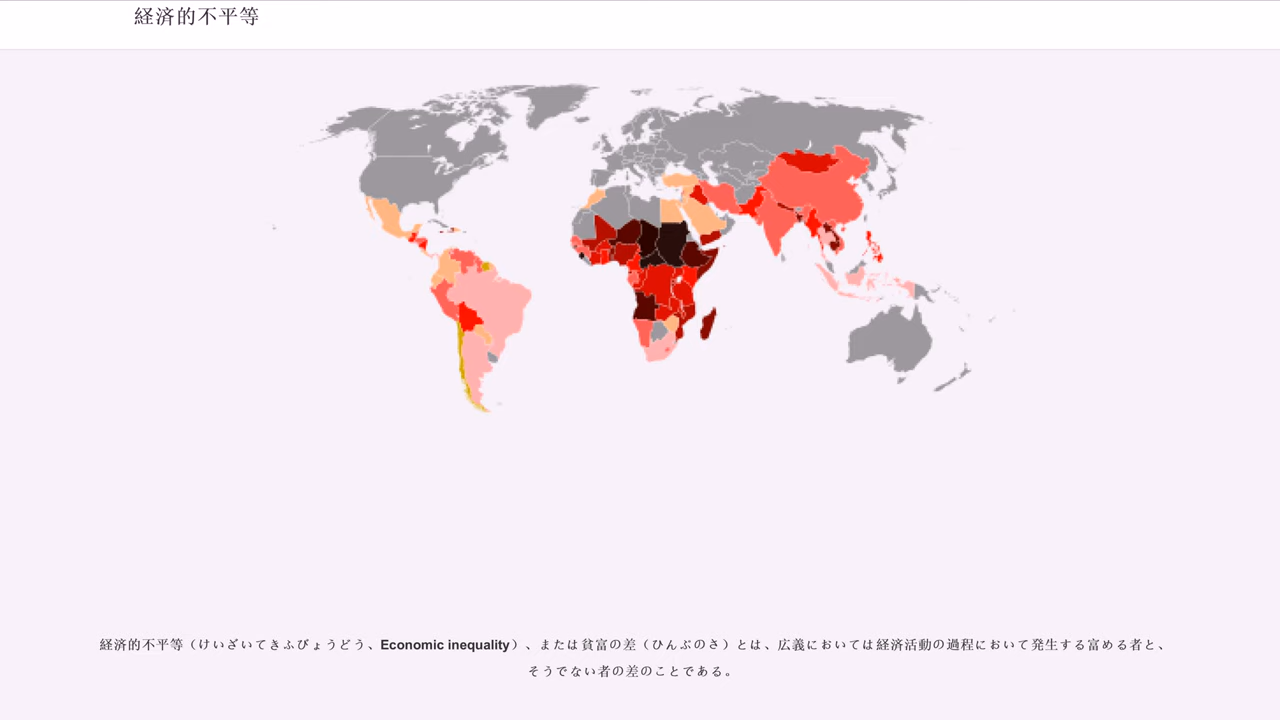 経済的不平等
経済的不平等（けいざいてきふびょうどう、Economic inequality）、または貧富の差（ひんぷのさ）とは、広義においては経済活動の過程において発生する富める者と、
そうでない者の差のことである。